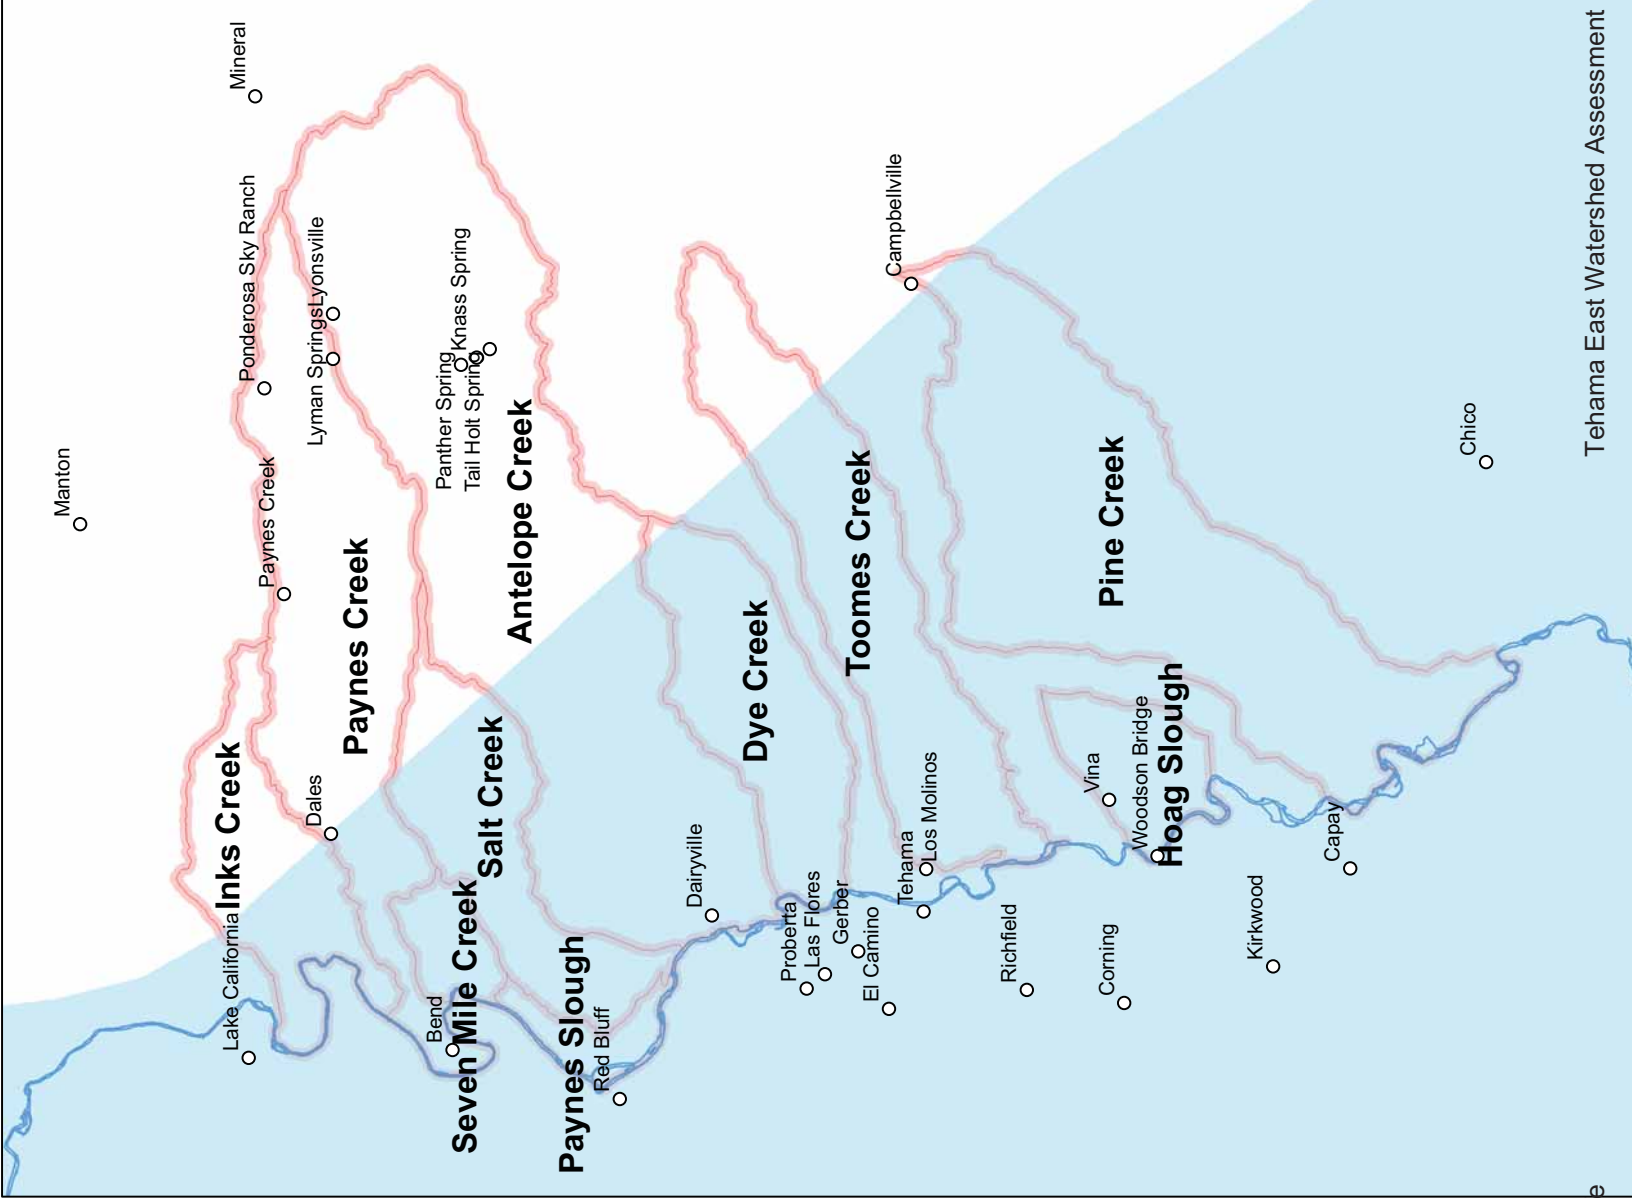 Manton
Mineral
Ponderosa Sky Ranch
Paynes Creek
Lyonsville
Lyman Springs
Panther Spring
Knass Spring
Tail Holt Spring
Paynes Creek
Antelope Creek
Inks Creek
Dales
Salt Creek
Lake California
Bend
Seven Mile Creek
Paynes Slough
Red Bluff
Dairyville
Dye Creek
Toomes Creek
Campbellville
Pine Creek
Proberta
Las Flores
Gerber
El Camino
Tehama
Los Molinos
Richfield
Corning
Vina
Woodson Bridge
Hoag Slough
Kirkwood
Capay
Chico
Tehama East Watershed Assessment
e